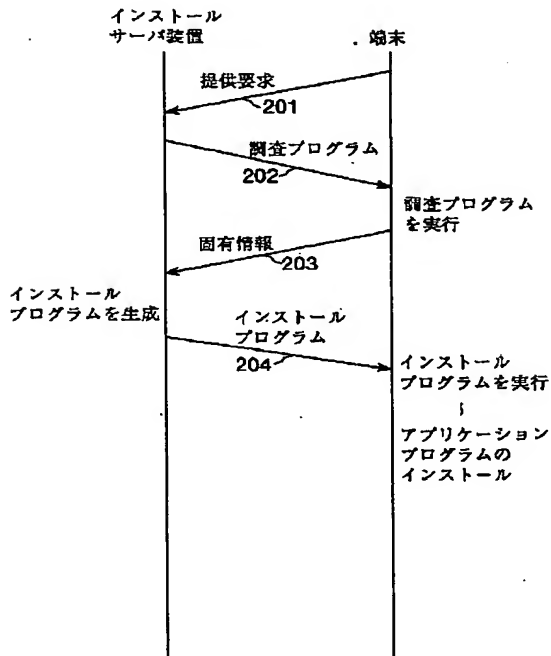 インストール
サーバ装置
端末
提供要求
201
調査プログラム
202
調査プログラム
を実行
固有情報
203
インストール
プログラムを生成
インストール
プログラム
204
インストール
プログラムを実行
≀
アプリケーション
プログラムの
インストール